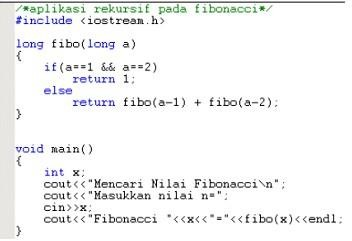 /*aplikasi rekursif pada fibonacci*/
#include <iostream.h>
long fibo(long a)
{
if(a==1 && a==2)
return 1;
else
return fibo(a-1) + fibo(a-2);
}
void main()
{
int x;
cout<<"Mencari Nilai Fibonacci\n";
cout<<"Masukkan nilai n=";
cin>>x;
cout<<"Fibonacci "<<x<<"="<<fibo(x)<<endl;
}